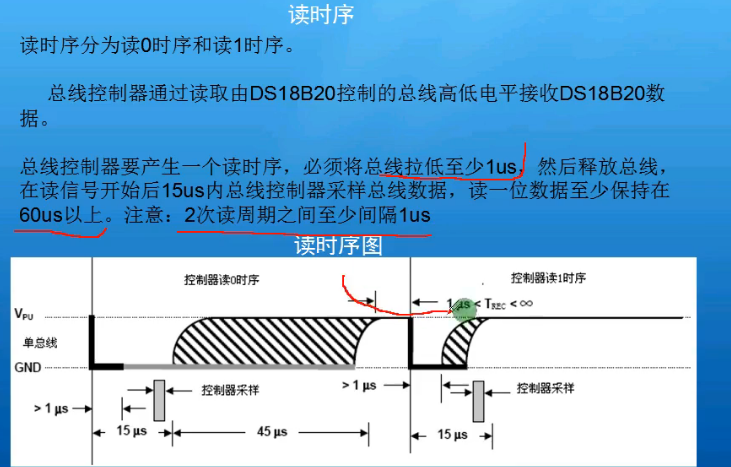 读时序
读时序分为读0时序和读1时序。
总线控制器通过读取由DS18B20控制的总线高低电平接收DS18B20数
据。
总线控制器要产生一个读时序，必须将总线拉低至少1us，然后释放总线，
在读信号开始后15us内总线控制器采样总线数据，读一位数据至少保持在
60us以上。注意：2次读周期之间至少间隔1us
读时序图
控制器读0时序
控制器读1时序
1 μs < TREC < ∞
VPU
单总线
GND
控制器采样
> 1 μs
控制器采样
> 1 μs
15 μs
45 μs
15 μs